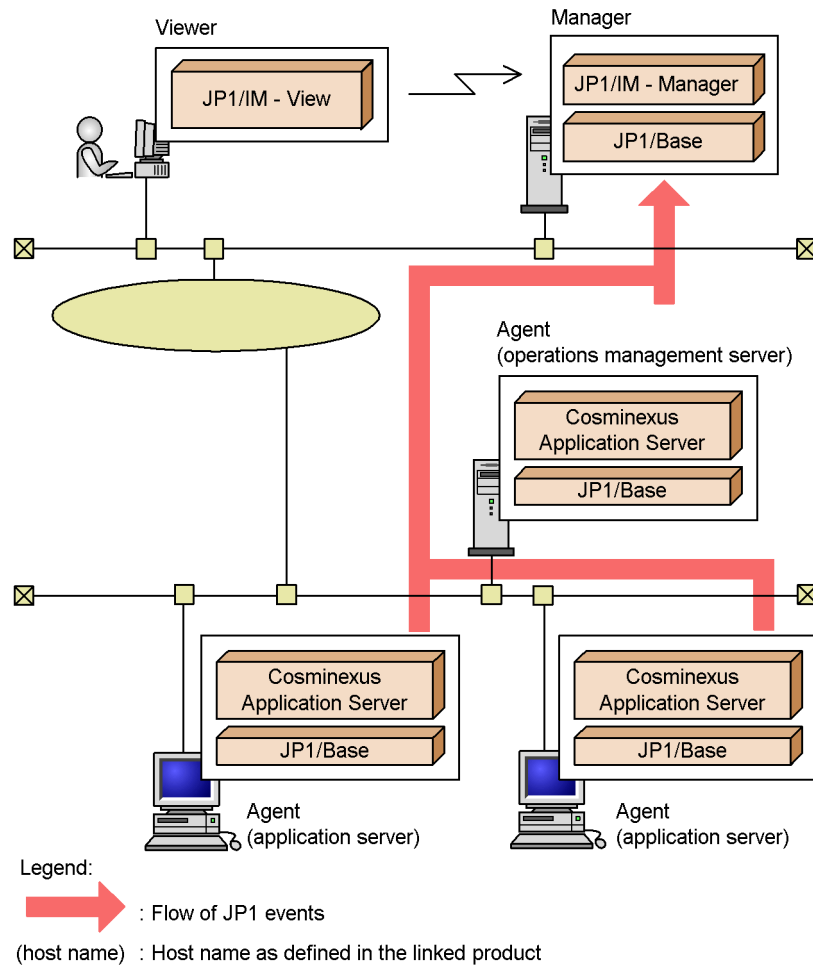 Viewer
JP1/IM - View
Manager
JP1/IM - Manager
JP1/Base
Agent
(operations management server)
Cosminexus
Application Server
JP1/Base
Cosminexus
Application Server
JP1/Base
Agent
(application server)
Cosminexus
Application Server
JP1/Base
Agent
(application server)
Legend:
: Flow of JP1 events
(host name) : Host name as defined in the linked product